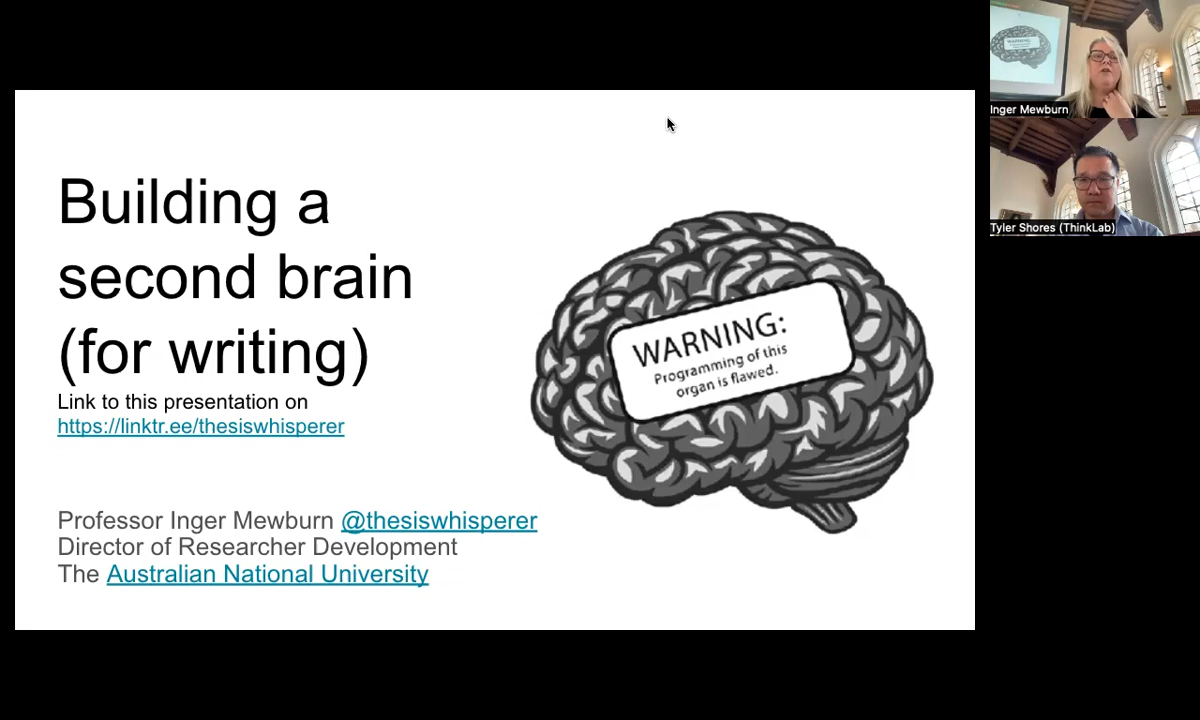 Building a
second brain
(for writing)
Link to this presentation on
https://linktr.ee/thesiswhisperer
Professor Inger Mewburn @thesiswhisperer
Director of Researcher Development
The Australian National University
WARNING:
Programming of this
organ is flawed.
WARNING:
Inger Mewburn
Tyler Shores (ThinkLab)